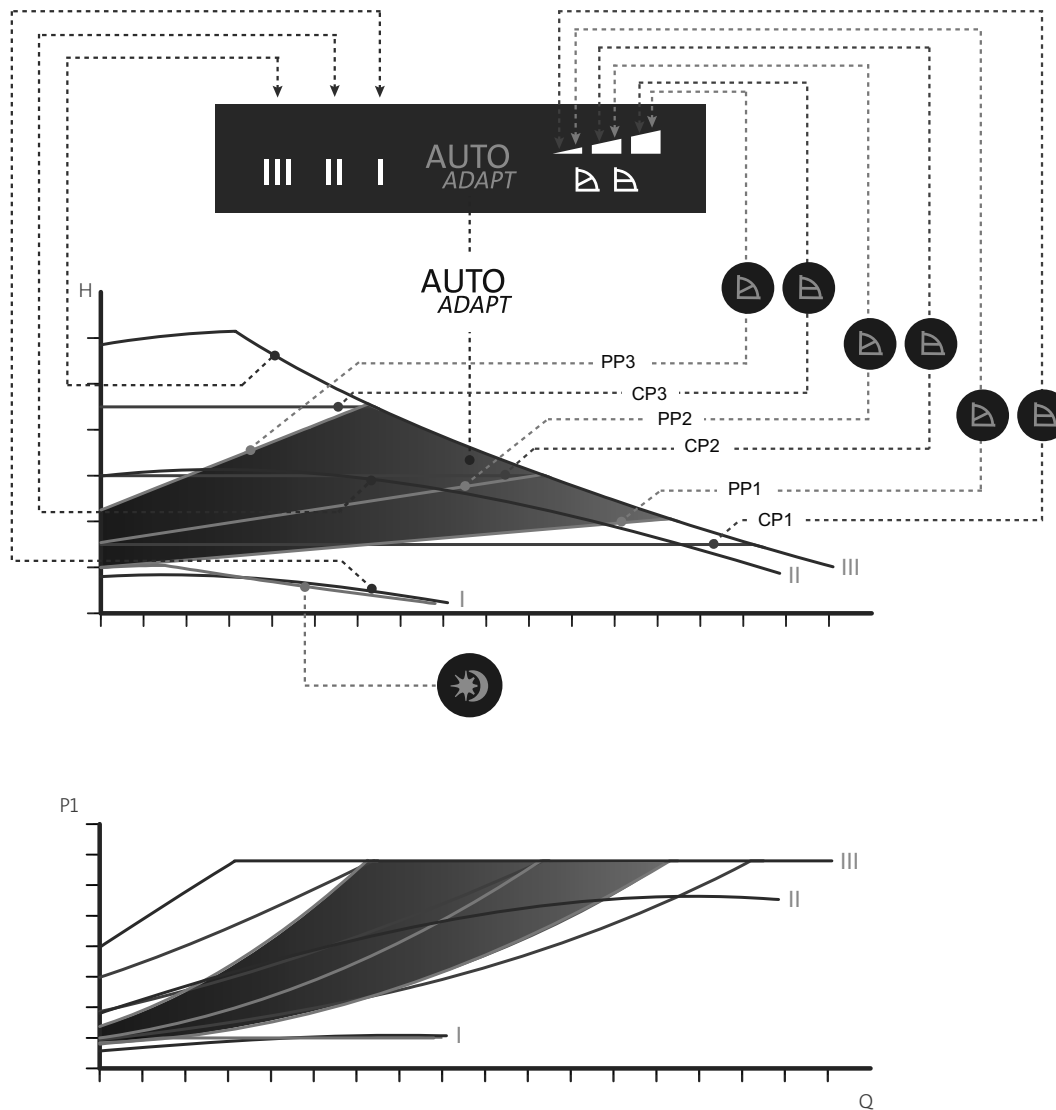 III II I AUTO
ADAPT
AUTO
ADAPT
H
PP3
CP3
PP2
CP2
PP1
CP1
III
II
I
P1
III
II
I
Q